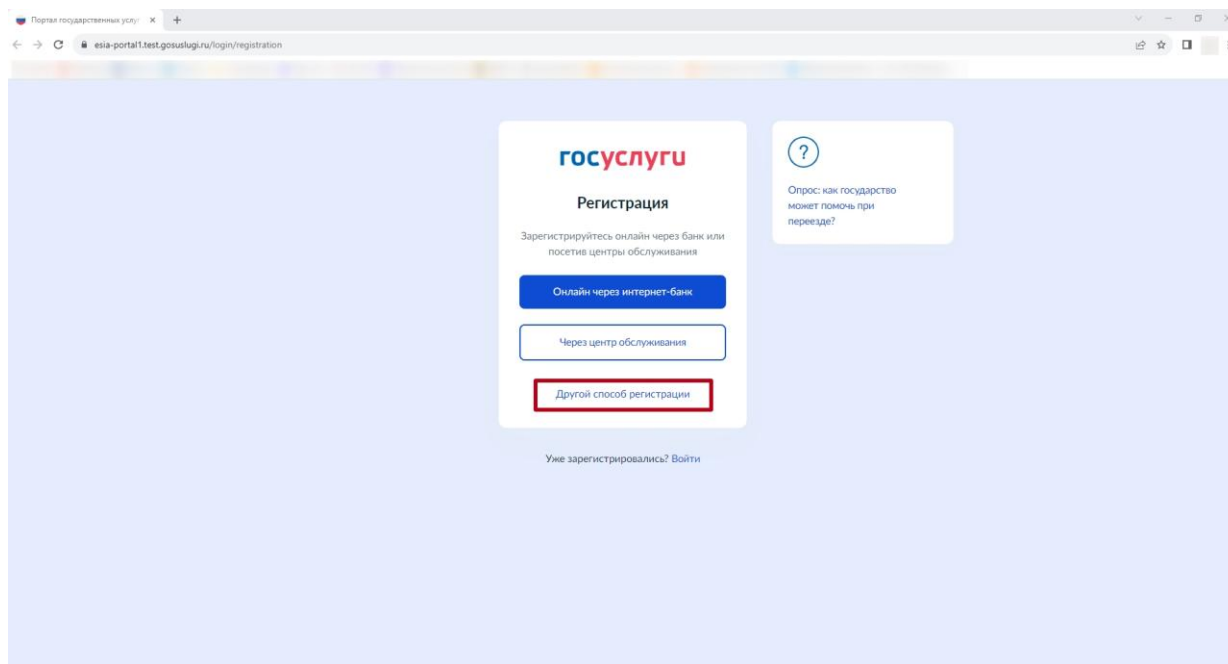 Портал государственных услу
esia-portal1.test.gosuslugi.ru/login/registration
госуслуги
Регистрация
Зарегистрируйтесь онлайн через банк или
посетив центры обслуживания
Онлайн через интернет-банк
Через центр обслуживания
Другой способ регистрации
Уже зарегистрировались? Войти
?
Опрос: как государство
может помочь при
переезде?